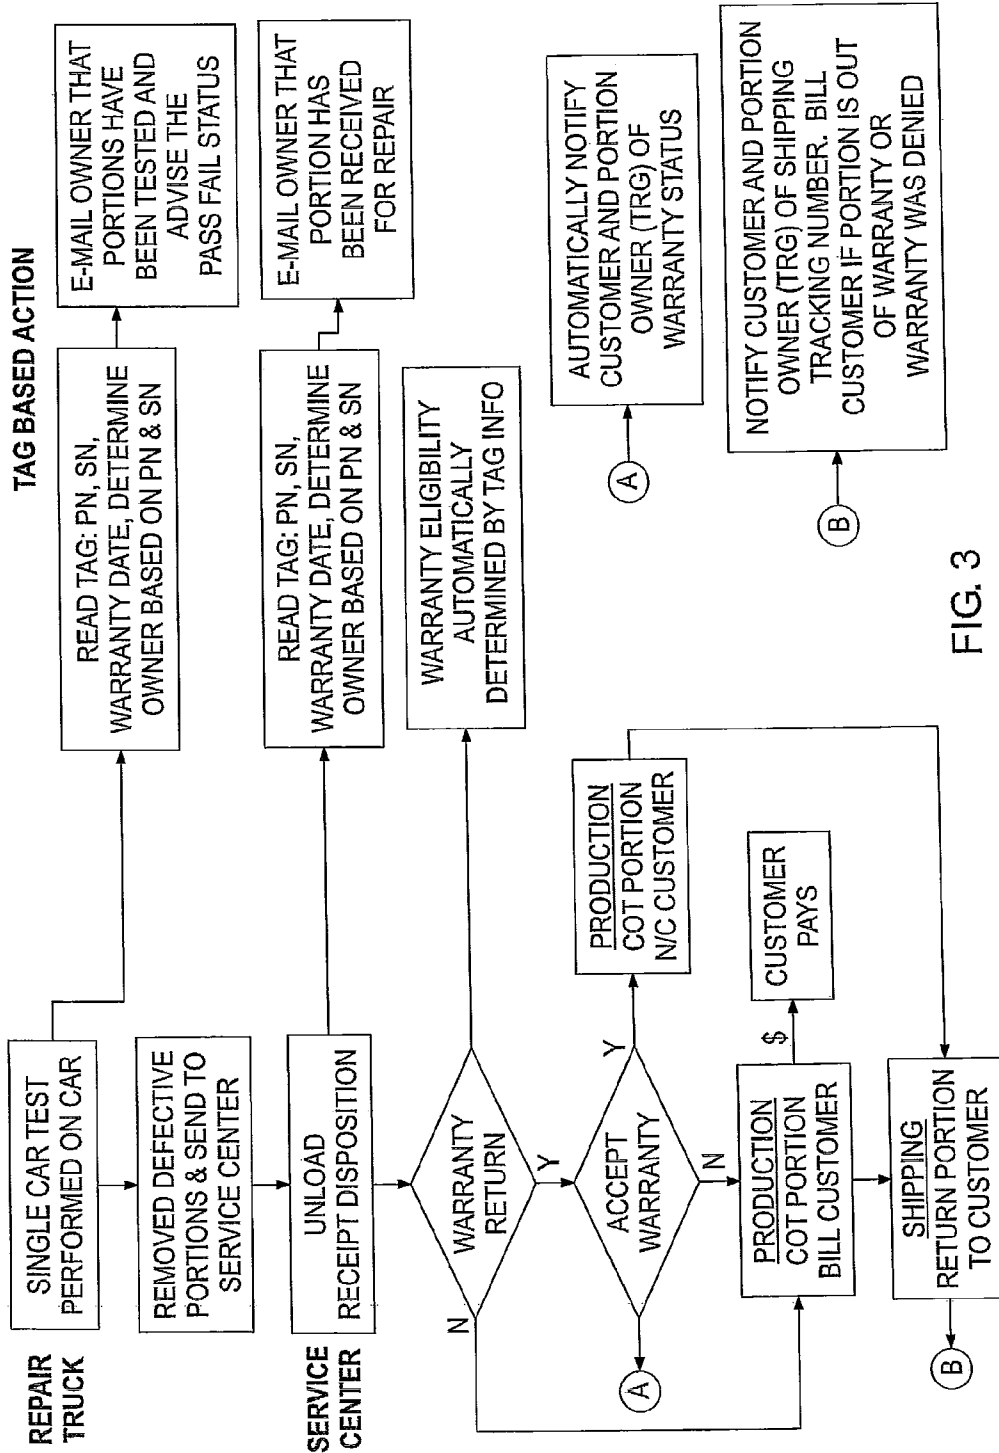 TAG BASED ACTION
REPAIR
TRUCK
SINGLE CAR TEST
PERFORMED ON CAR
READ TAG: PN, SN,
WARRANTY DATE, DETERMINE
OWNER BASED ON PN & SN
E-MAIL OWNER THAT
PORTIONS HAVE
BEEN TESTED AND
ADVISE THE
PASS FAIL STATUS
REMOVED DEFECTIVE
PORTIONS & SEND TO
SERVICE CENTER
SERVICE
CENTER
UNLOAD
RECEIPT DISPOSITION
READ TAG: PN, SN,
WARRANTY DATE, DETERMINE
OWNER BASED ON PN & SN
E-MAIL OWNER THAT
PORTION HAS
BEEN RECEIVED
FOR REPAIR
WARRANTY
RETURN
N
Y
WARRANTY ELIGIBILITY
AUTOMATICALLY
DETERMINED BY TAG INFO
ACCEPT
WARRANTY
Y
N
A
PRODUCTION
COT PORTION
N/C CUSTOMER
A
AUTOMATICALLY NOTIFY
CUSTOMER AND PORTION
OWNER (TRG) OF
WARRANTY STATUS
PRODUCTION
COT PORTION
BILL CUSTOMER
$
CUSTOMER
PAYS
SHIPPING
RETURN PORTION
TO CUSTOMER
B
B
NOTIFY CUSTOMER AND PORTION
OWNER (TRG) OF SHIPPING
TRACKING NUMBER. BILL
CUSTOMER IF PORTION IS OUT
OF WARRANTY OR
WARRANTY WAS DENIED
FIG. 3